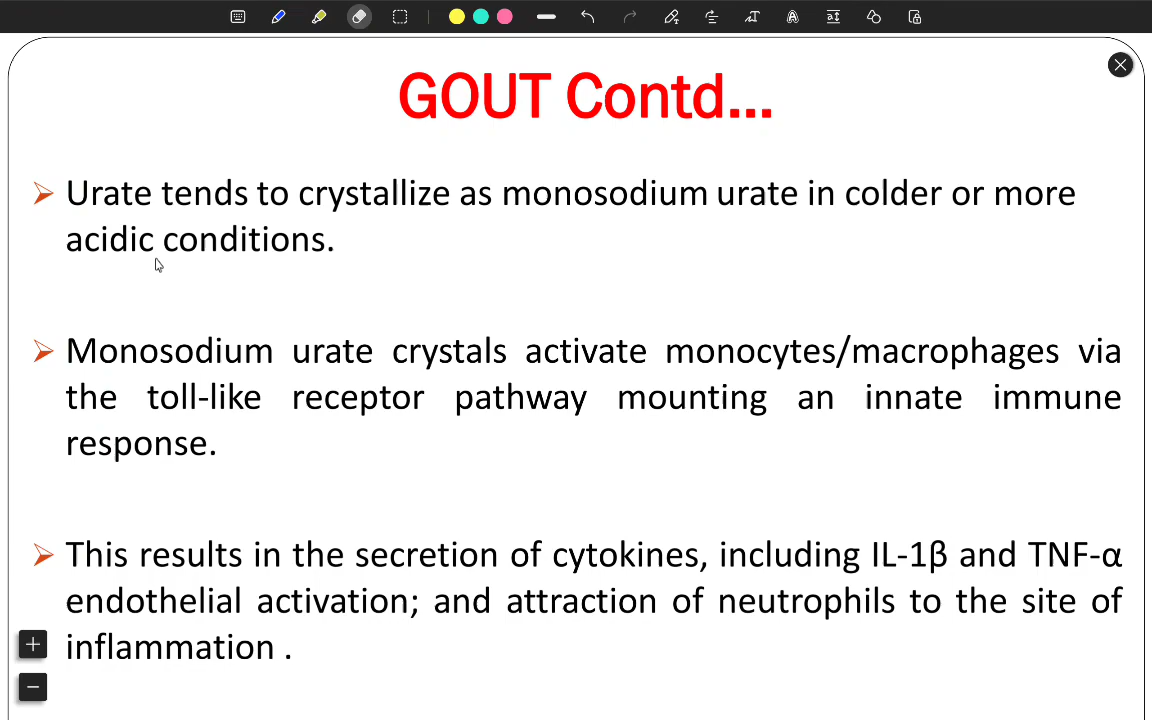 GOUT Contd...
➢ Urate tends to crystallize as monosodium urate in colder or more
acidic conditions.
➢ Monosodium urate crystals activate monocytes/macrophages via
the toll-like receptor pathway mounting an innate immune
response.
➢ This results in the secretion of cytokines, including IL-1β and TNF-α
endothelial activation; and attraction of neutrophils to the site of
inflammation .